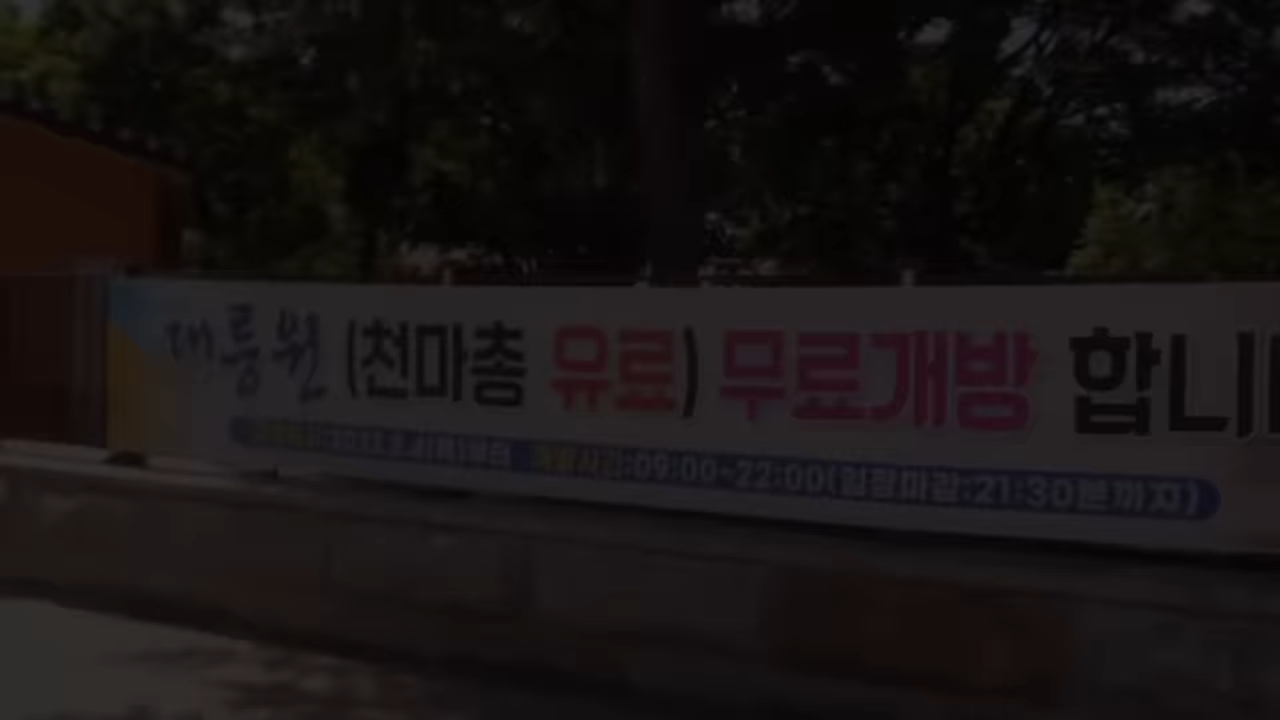 대릉원 (천마총 유료) 무료개방 합니
시간:09:00~22:00(입장마감:21:30분까지)